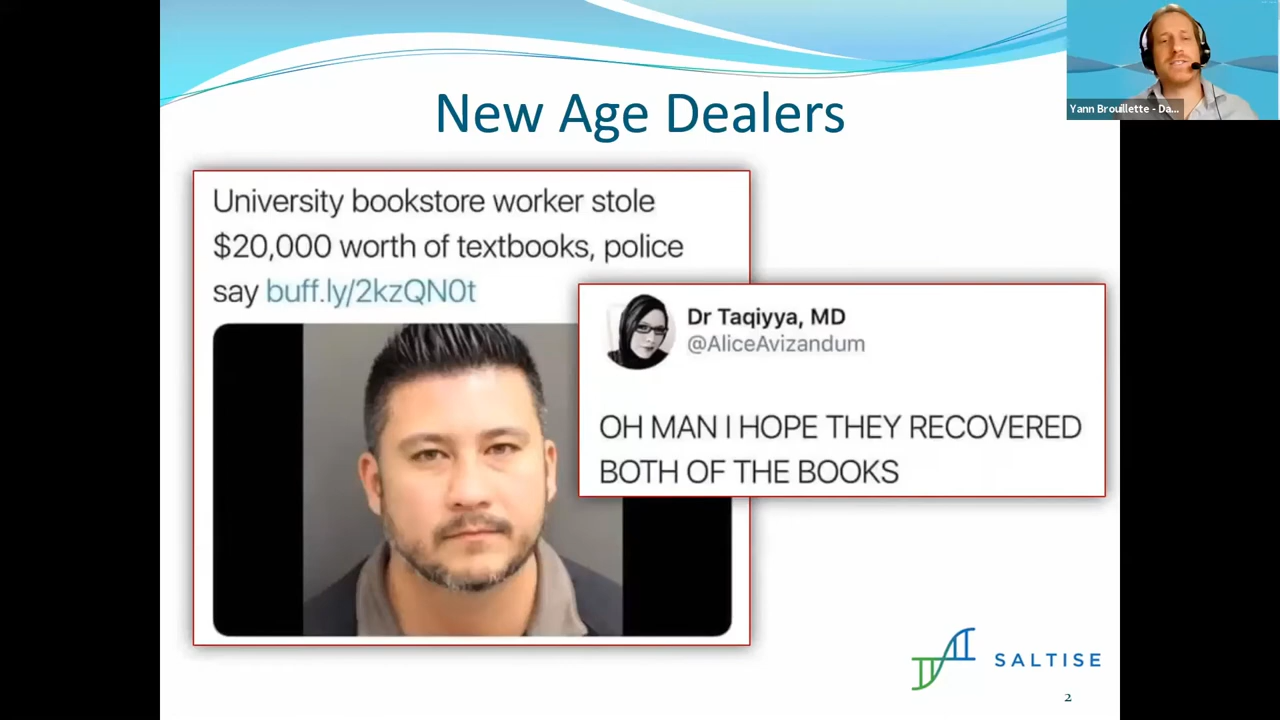 New Age Dealers
Yann Brouillette - Da...
University bookstore worker stole
$20,000 worth of textbooks, police
say buff.ly/2kzQN0t
Dr Taqiyya, MD
@AliceAvizandum
OH MAN I HOPE THEY RECOVERED
BOTH OF THE BOOKS
SALTISE
2